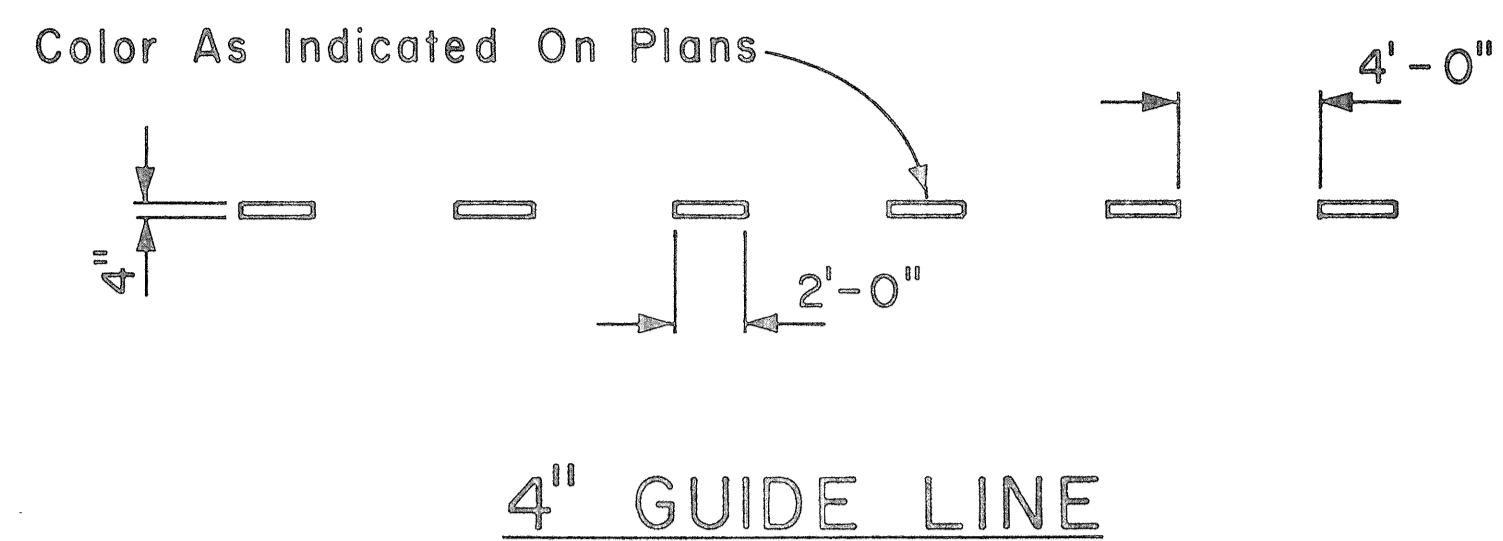 Color As Indicated On Plans
4'-0"
4"
2'-0"
4" GUIDE LINE